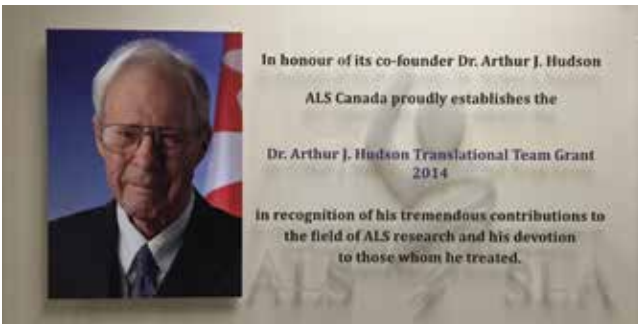 In honour of its co-founder Dr. Arthur J. Hudson
ALS Canada proudly establishes the
Dr. Arthur J. Hudson Translational Team Grant
2014
in recognition of his tremendous contributions to
the field of ALS research and his devotion
to those whom he treated.
ALS SLA